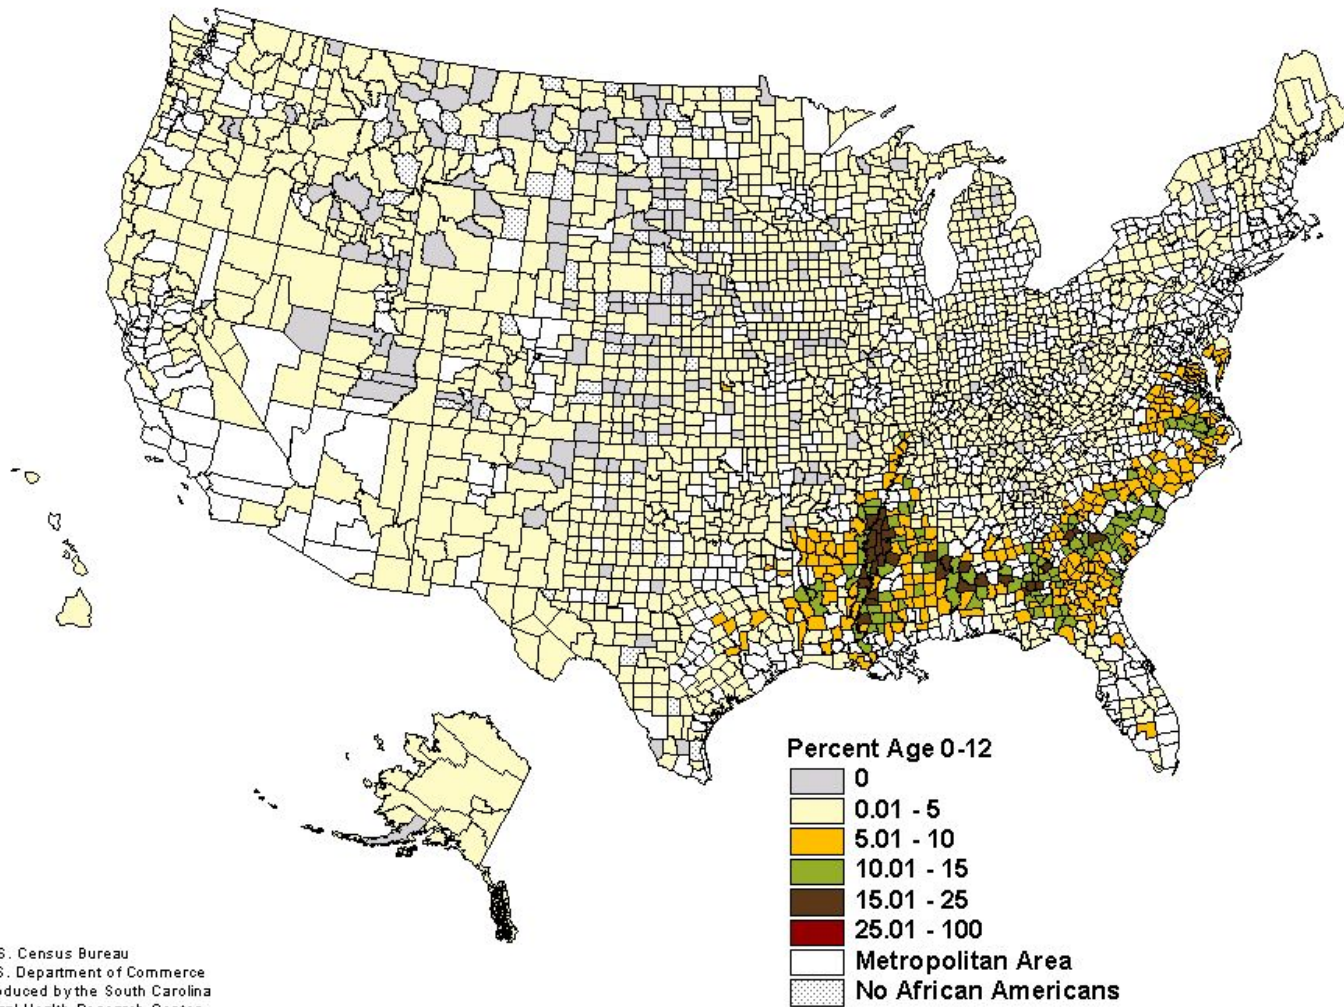 Percent Age 0-12
0
0.01 - 5
5.01 - 10
10.01 - 15
15.01 - 25
25.01 - 100
Metropolitan Area
No African Americans
S. Census Bureau
S. Department of Commerce
oduced by the South Carolina